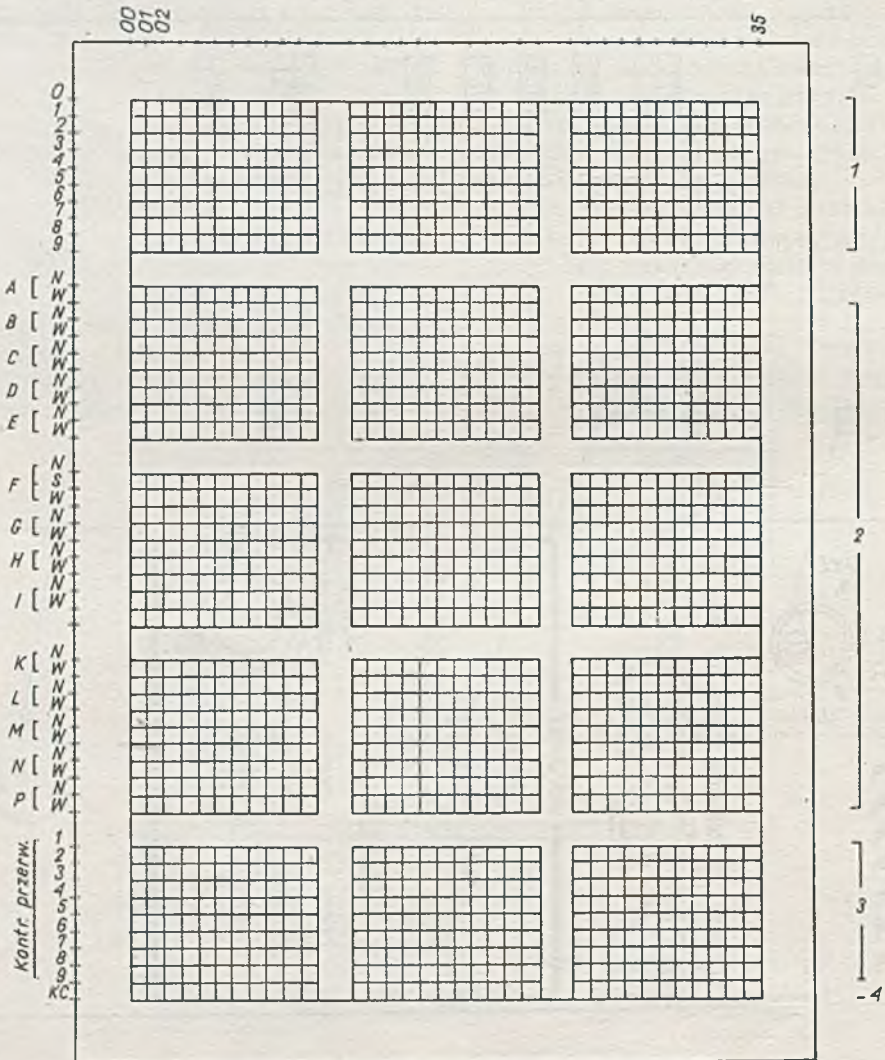 00
01
02
35
0
1
2
3
4
5
6
7
8
9
1
A [ N
W
B [ N
W
C [ N
W
D [ N
W
E [ N
W
F [ N
S
W
G [ N
W
H [ N
W
I [ N
W
2
K [ N
W
L [ N
W
M [ N
W
N [ N
W
P [ N
W
Kontr. przerw.
1
2
3
4
5
6
7
8
9
KC
3
-4